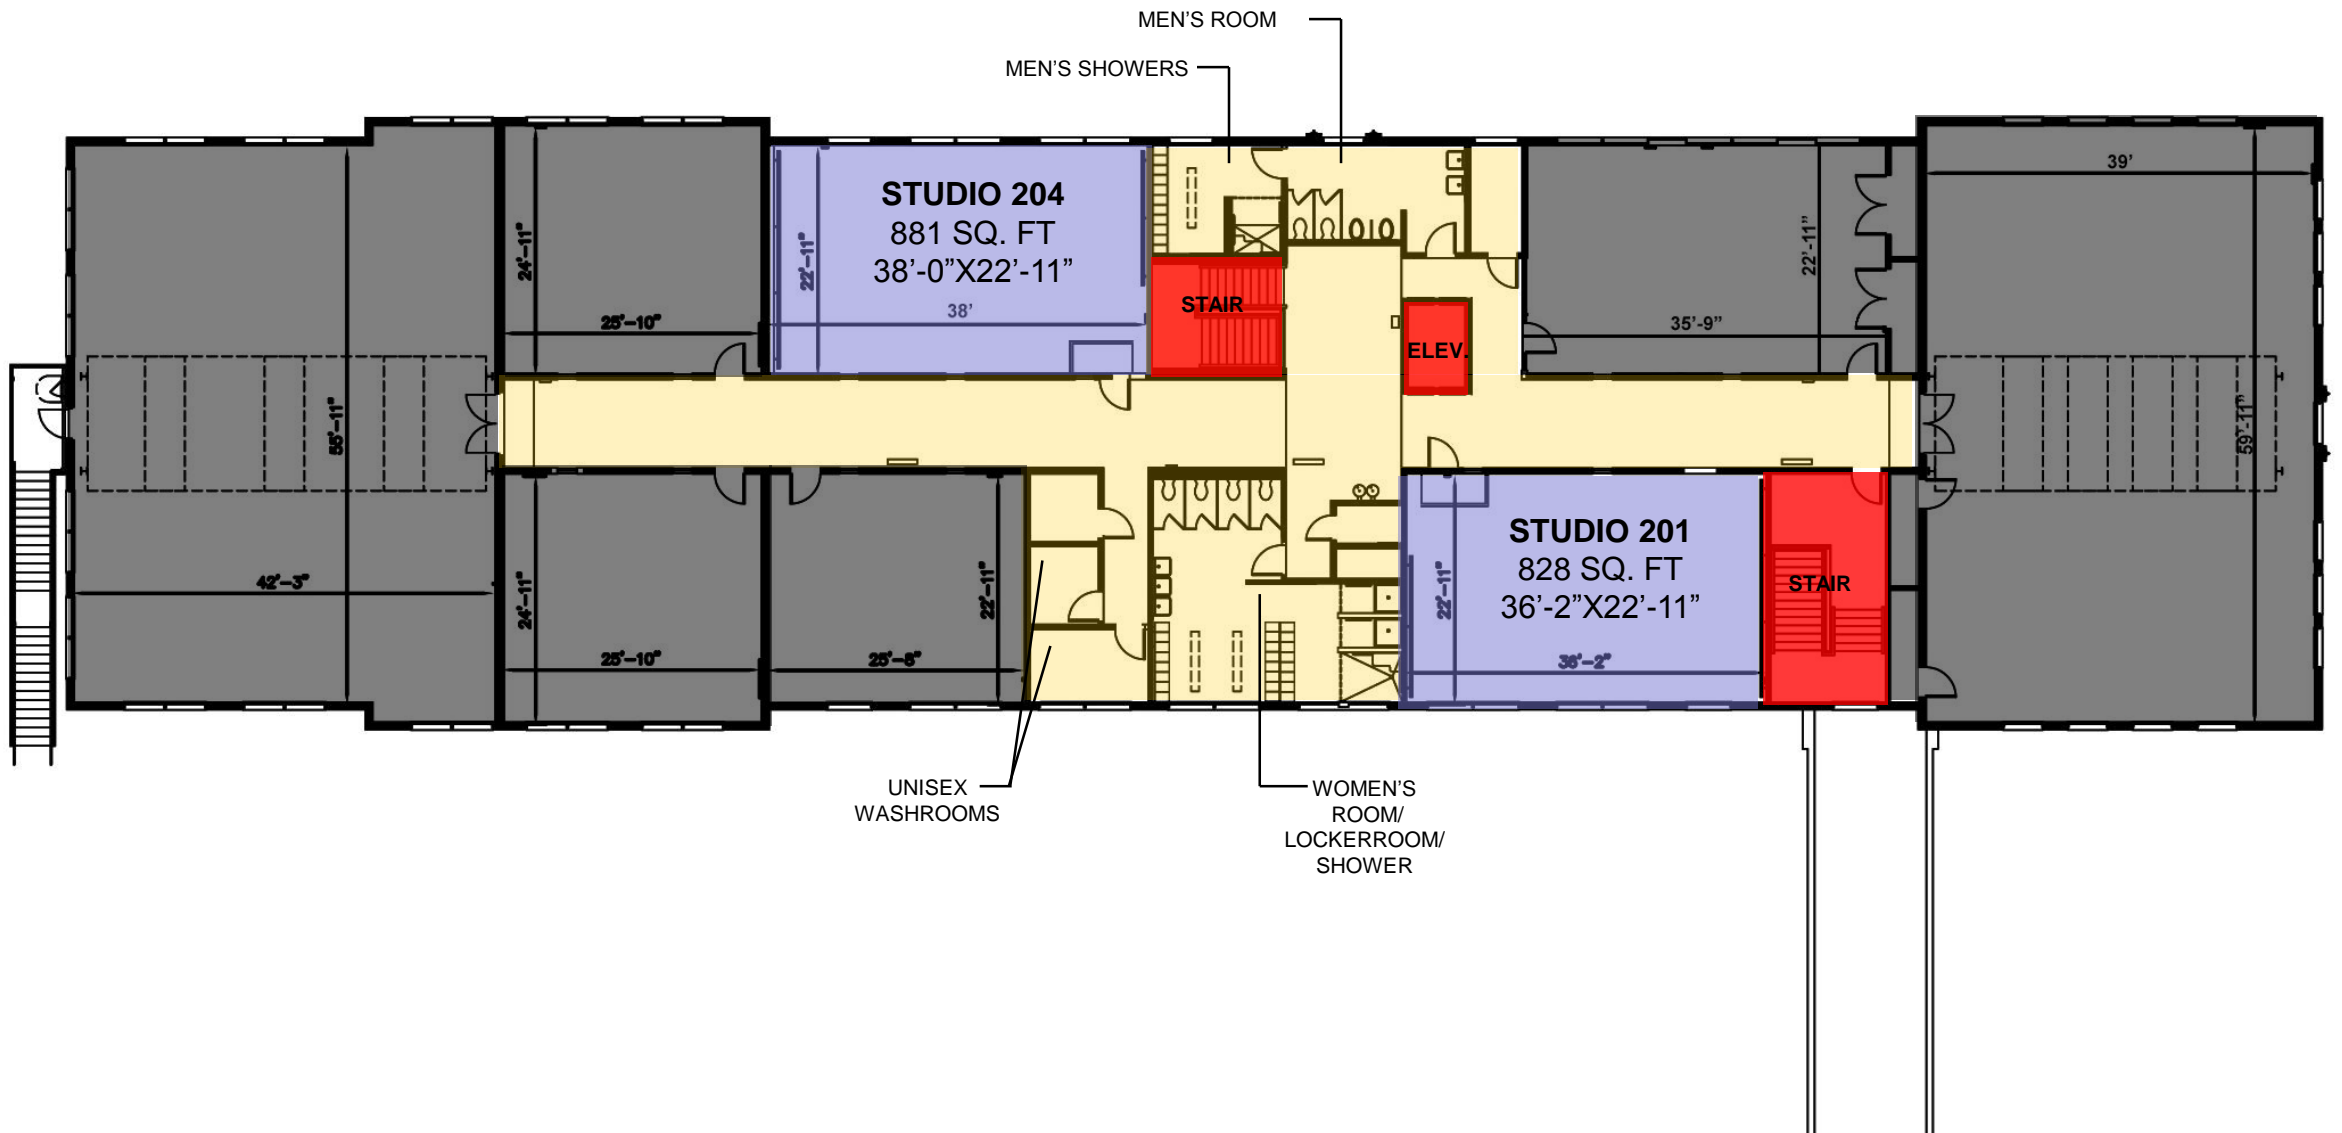 MEN'S ROOM
MEN'S SHOWERS
39'
STUDIO 204
881 SQ. FT
38'-0”X22'-11”
24'-11"
22'-11"
22'-11”
25'-10"
38'
STAIR
35'-9”
ELEV.
55'-11"
59'-11"
STUDIO 201
828 SQ. FT
36'-2”X22'-11”
42'-3"
24'-11"
22'-11"
22'-11"
STAIR
25'-10"
25'-8"
36'-2"
UNISEX
WASHROOMS
WOMEN'S
ROOM/
LOCKERROOM/
SHOWER